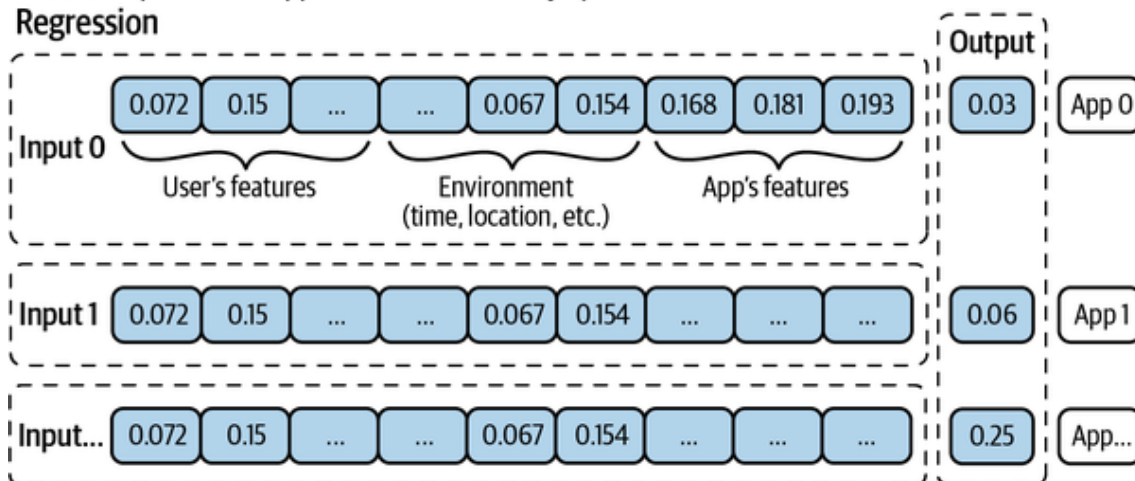 Regression
Output
0.072 0.15 ... ... 0.067 0.154 0.168 0.181 0.193 0.03 App 0
Input 0
User's features Environment App's features
(time, location, etc.)
Input 1 0.072 0.15 ... ... 0.067 0.154 ... ... ... 0.06 App 1
Input... 0.072 0.15 ... ... 0.067 0.154 ... ... ... 0.25 App...